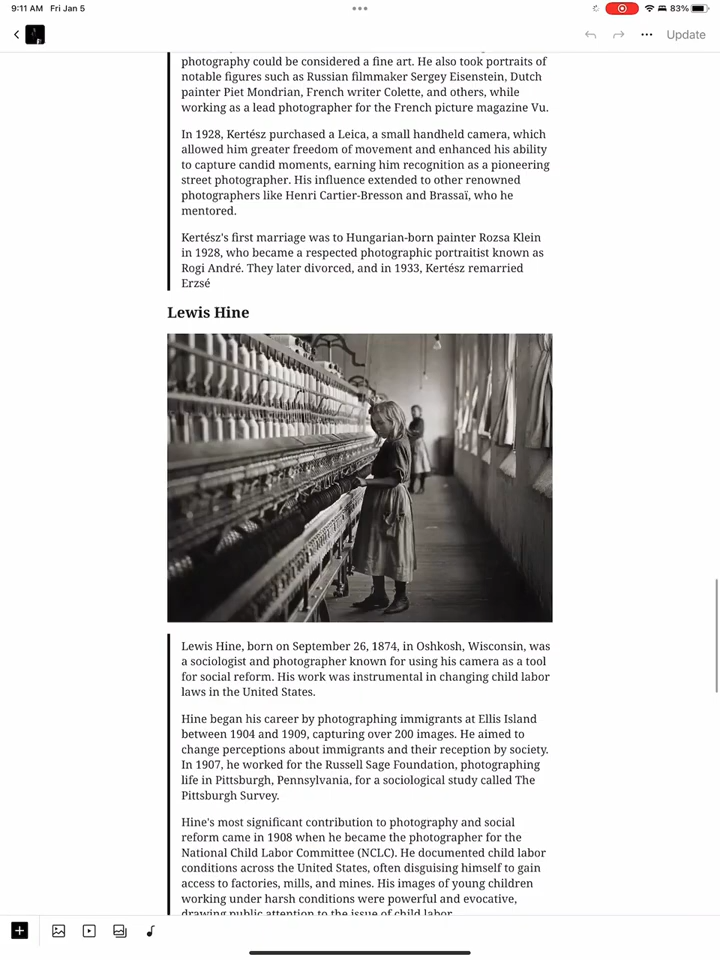 9:11 AM Fri Jan 5
83%
Update
photography could be considered a fine art. He also took portraits of
notable figures such as Russian filmmaker Sergey Eisenstein, Dutch
painter Piet Mondrian, French writer Colette, and others, while
working as a lead photographer for the French picture magazine Vu.
In 1928, Kertész purchased a Leica, a small handheld camera, which
allowed him greater freedom of movement and enhanced his ability
to capture candid moments, earning him recognition as a pioneering
street photographer. His influence extended to other renowned
photographers like Henri Cartier-Bresson and Brassaï, who he
mentored.
Kertész's first marriage was to Hungarian-born painter Rozsa Klein
in 1928, who became a respected photographic portraitist known as
Rogi André. They later divorced, and in 1933, Kertész remarried
Erzsé
Lewis Hine
Lewis Hine, born on September 26, 1874, in Oshkosh, Wisconsin, was
a sociologist and photographer known for using his camera as a tool
for social reform. His work was instrumental in changing child labor
laws in the United States.
Hine began his career by photographing immigrants at Ellis Island
between 1904 and 1909, capturing over 200 images. He aimed to
change perceptions about immigrants and their reception by society.
In 1907, he worked for the Russell Sage Foundation, photographing
life in Pittsburgh, Pennsylvania, for a sociological study called The
Pittsburgh Survey.
Hine's most significant contribution to photography and social
reform came in 1908 when he became the photographer for the
National Child Labor Committee (NCLC). He documented child labor
conditions across the United States, often disguising himself to gain
access to factories, mills, and mines. His images of young children
working under harsh conditions were powerful and evocative,
drawing public attention to the issue of child labor.